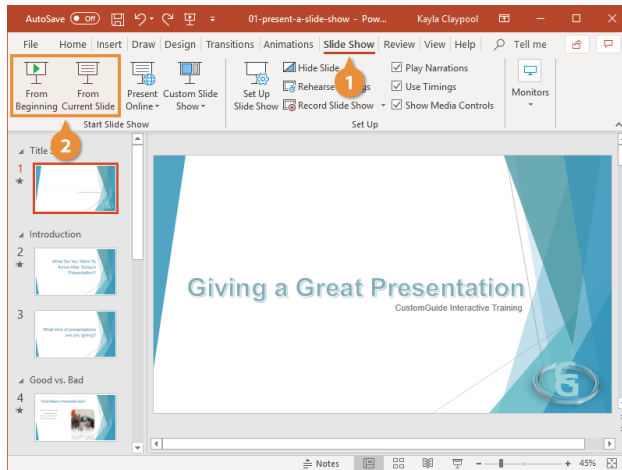 AutoSave Off 01-present-a-slide-show - Pow... Kayla Claypool
File Home Insert Draw Design Transitions Animations Slide Show Review View Help Tell me
From Beginning
From Current Slide
Present Online
Custom Slide Show
Set Up Slide Show
Hide Slide
Rehearse
Record Slide Show
Play Narrations
Use Timings
Show Media Controls
Monitors
Start Slide Show
Set Up
1
2
Title
1
Introduction
2
What Do You Want To
Know After Today's
Presentation?
3
What kind of presentations
are you giving?
Good vs. Bad
4
Giving a Great Presentation
CustomGuide Interactive Training
G
Notes
45%